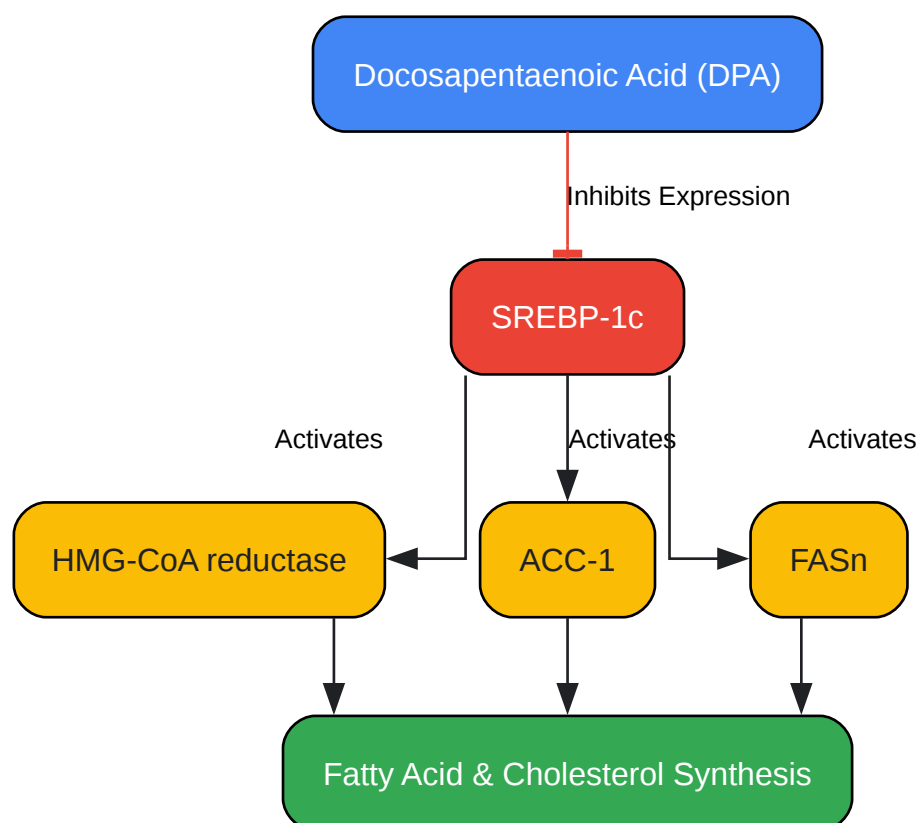 Docosapentaenoic Acid (DPA)
Inhibits Expression
SREBP-1c
Activates
Activates
Activates
HMG-CoA reductase
ACC-1
FASn
Fatty Acid & Cholesterol Synthesis